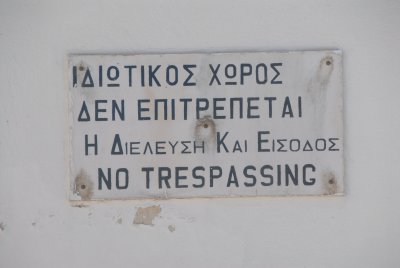 ΙΔΙΩΤΙΚΟΣ ΧΩΡΟΣ
ΔΕΝ ΕΠΙΤΡΕΠΕΤΑΙ
Η ΔΙΕΛΕΥΣΗ ΚΑΙ ΕΙΣΟΔΟΣ
NO TRESPASSING